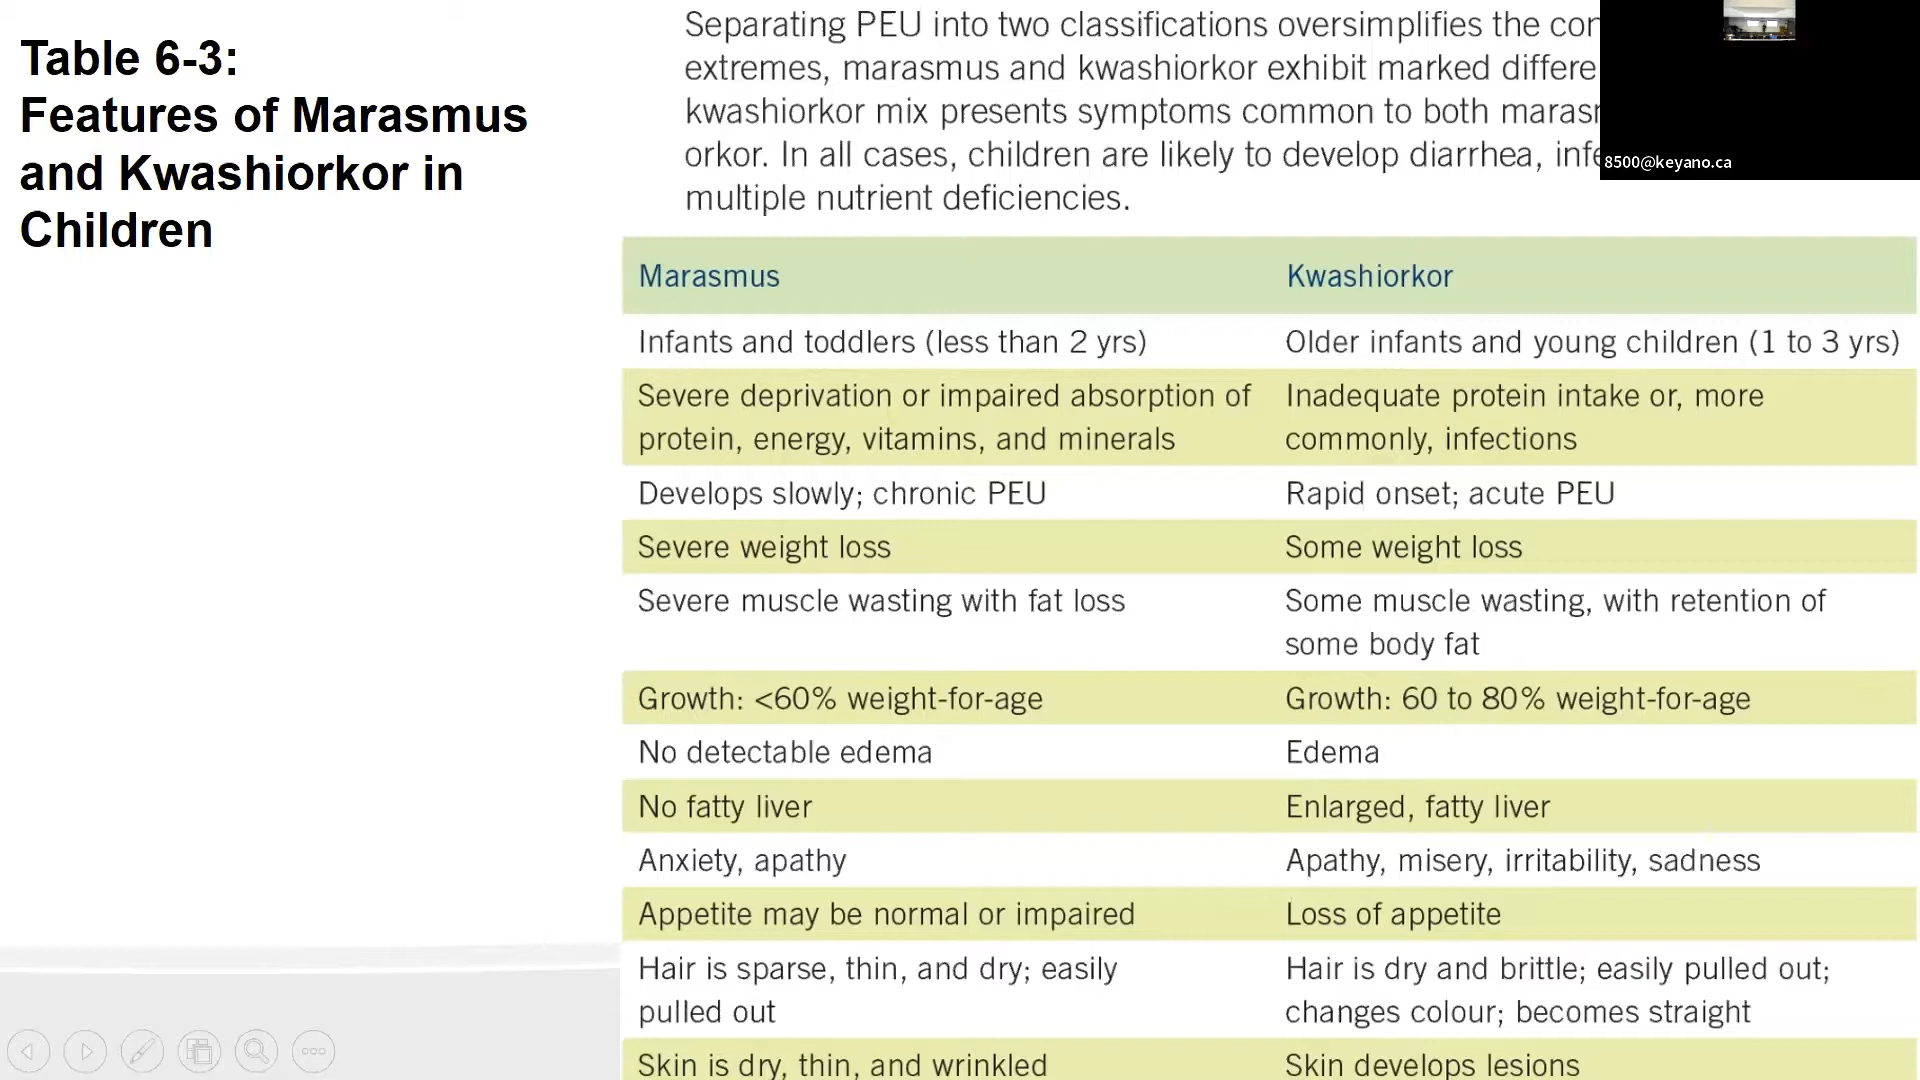 Table 6-3:
Features of Marasmus
and Kwashiorkor in
Children
Separating PEU into two classifications oversimplifies the
extremes, marasmus and kwashiorkor exhibit marked
kwashiorkor mix presents symptoms common to both
orkor. In all cases, children are likely to develop diarrhea,
multiple nutrient deficiencies.
8500@keyano.ca
Marasmus Kwashiorkor
Infants and toddlers (less than 2 yrs) Older infants and young children (1 to 3 yrs)
Severe deprivation or impaired absorption of Inadequate protein intake or, more
protein, energy, vitamins, and minerals commonly, infections
Develops slowly; chronic PEU Rapid onset; acute PEU
Severe weight loss Some weight loss
Severe muscle wasting with fat loss Some muscle wasting, with retention of
some body fat
Growth: <60% weight-for-age Growth: 60 to 80% weight-for-age
No detectable edema Edema
No fatty liver Enlarged, fatty liver
Anxiety, apathy Apathy, misery, irritability, sadness
Appetite may be normal or impaired Loss of appetite
Hair is sparse, thin, and dry; easily Hair is dry and brittle; easily pulled out;
pulled out changes colour; becomes straight
Skin is dry, thin, and wrinkled Skin develops lesions